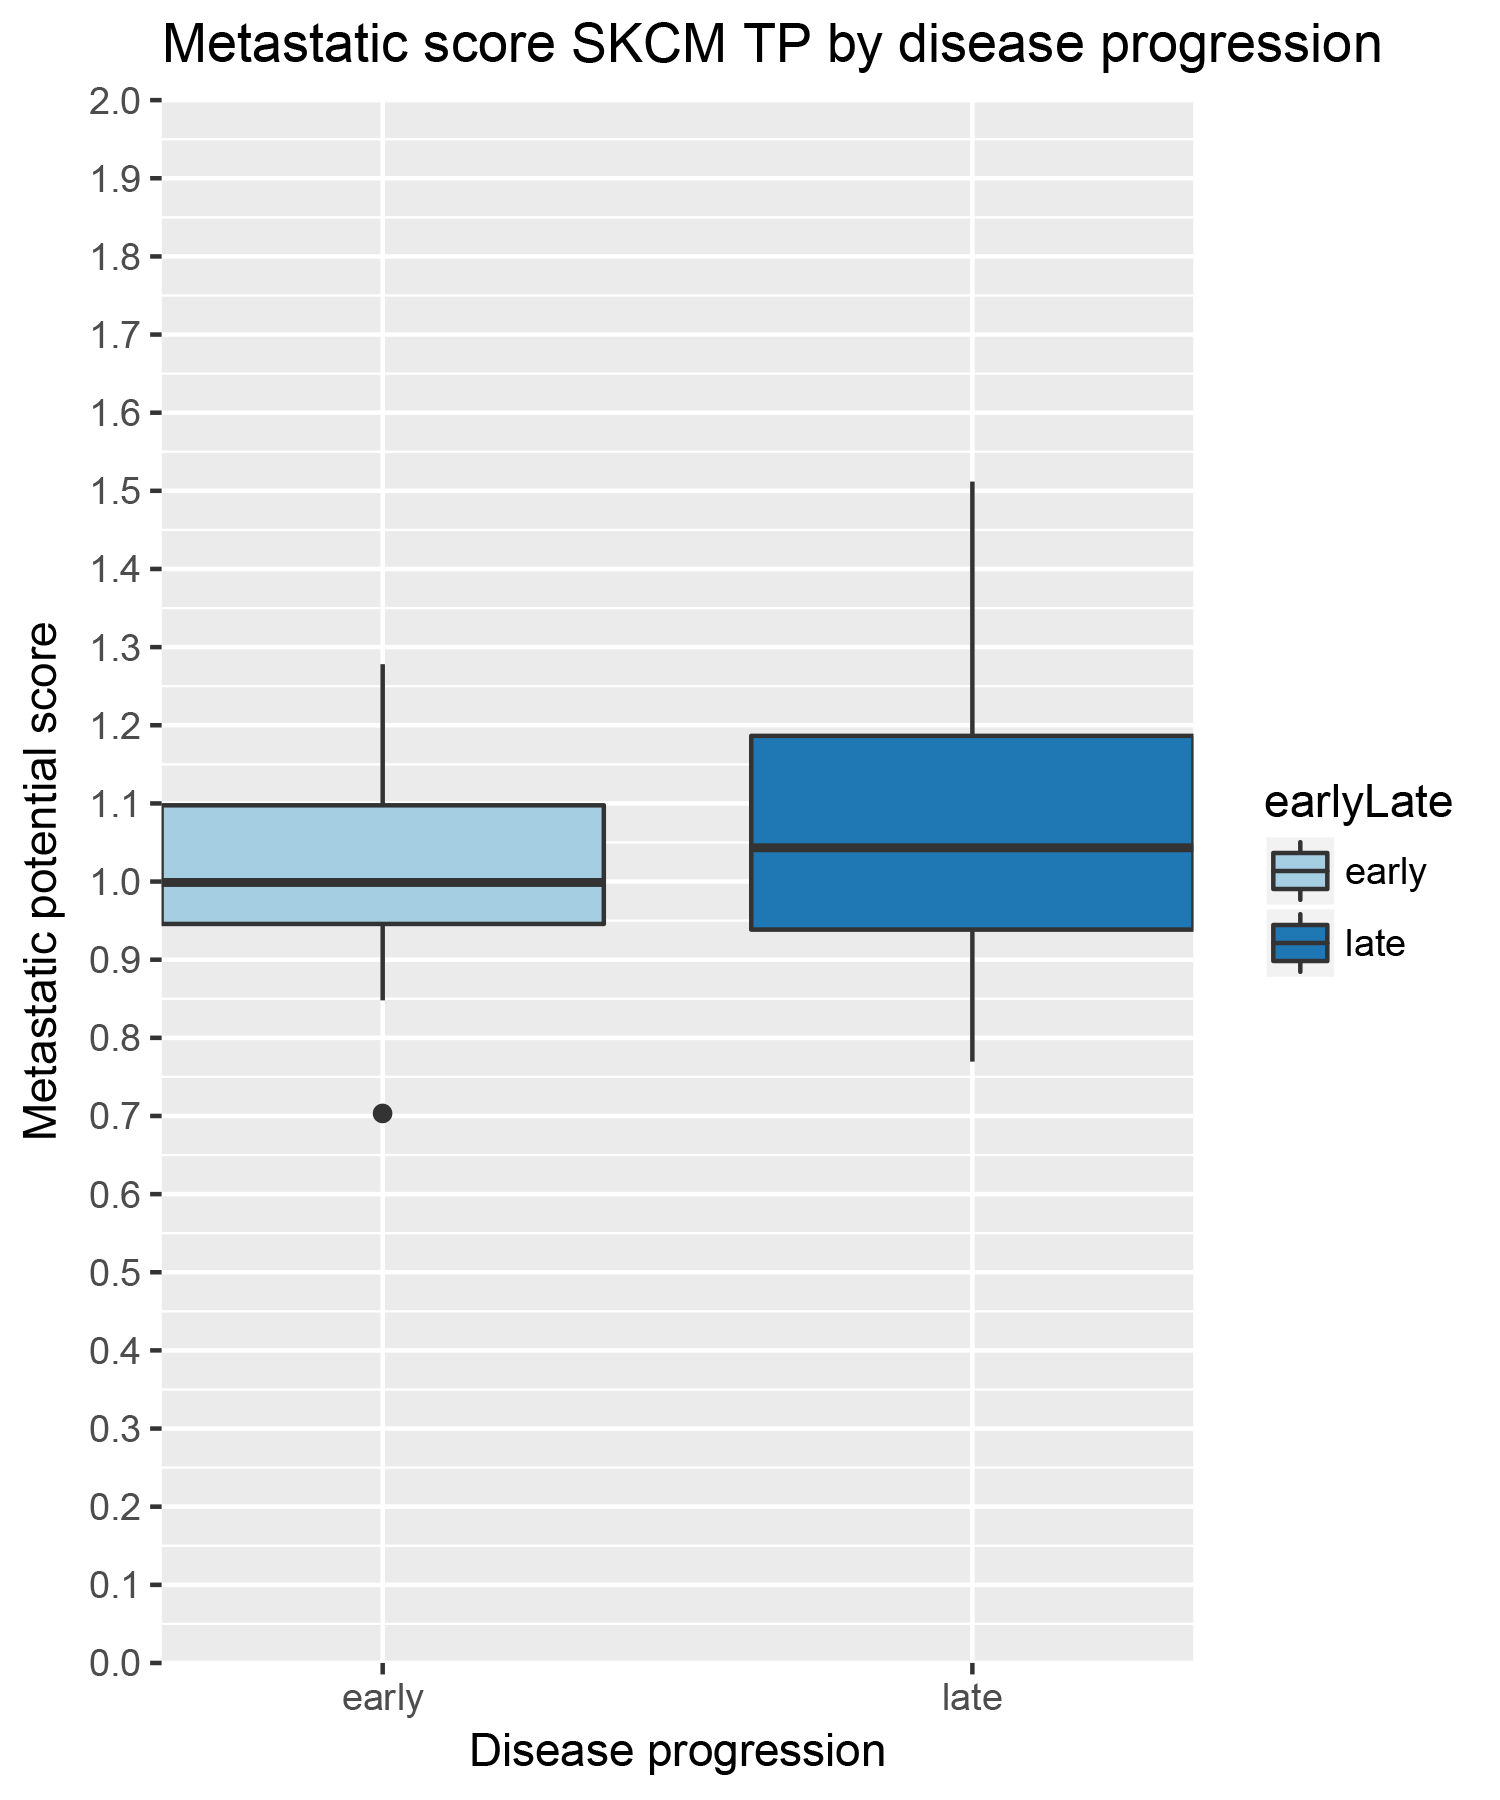 Metastatic score SKCM TP by disease progression
2.0
1.9
1.8
1.7
1.6
1.5
1.4
1.3
1.2
1.1
1.0
0.9
0.8
0.7
0.6
0.5
0.4
0.3
0.2
0.1
0.0
Metastatic potential score
early
late
Disease progression
earlyLate
early
late